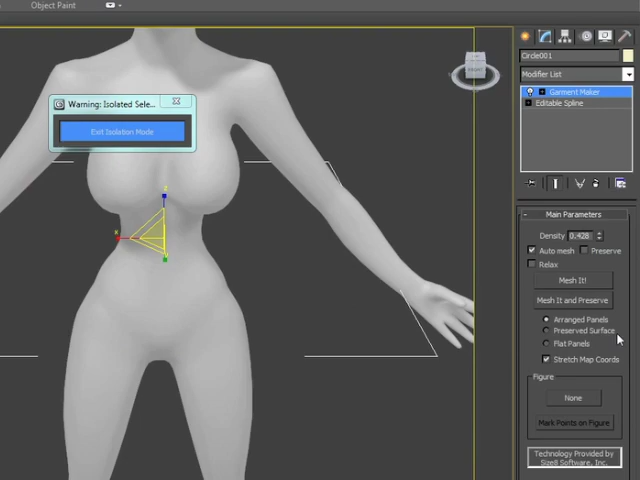 Object Paint
Circle001
Modifier List
Warning: Isolated Sele...
Exit Isolation Mode
Garment Maker
Editable Spline
Main Parameters
Density 0.428
Auto mesh Preserve
Relax
Mesh It!
Mesh It and Preserve
Arranged Panels
Preserved Surface
Flat Panels
Stretch Map Coords
Figure
None
Mark Points on Figure
Technology Provided by
Size8 Software, Inc.
z
x